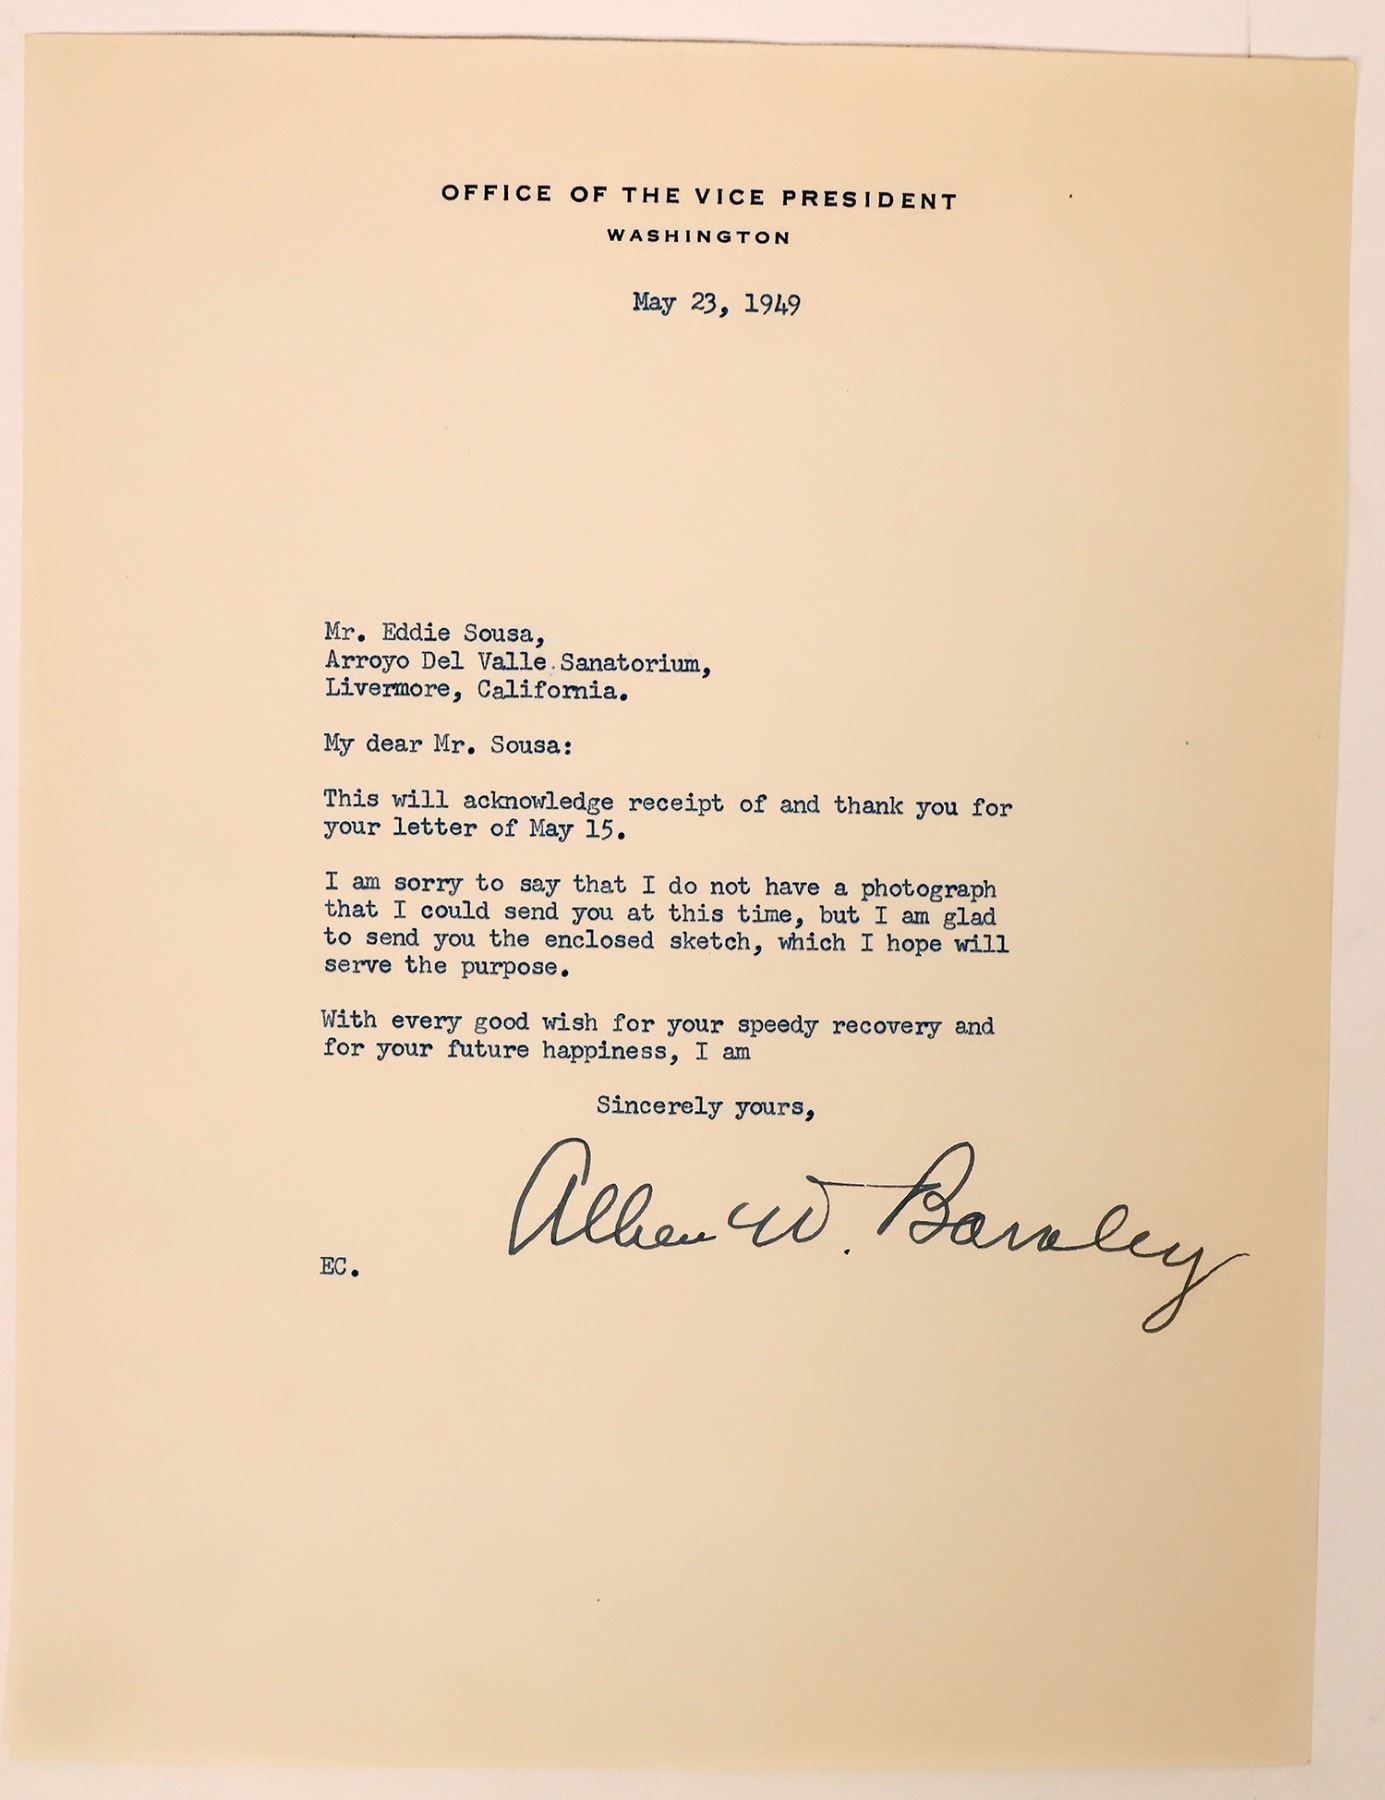 OFFICE OF THE VICE PRESIDENT
WASHINGTON
May 23, 1949
Mr. Eddie Sousa,
Arroyo Del Valle Sanatorium,
Livermore, California.
My dear Mr. Sousa:
This will acknowledge receipt of and thank you for
your letter of May 15.
I am sorry to say that I do not have a photograph
that I could send you at this time, but I am glad
to send you the enclosed sketch, which I hope will
serve the purpose.
With every good wish for your speedy recovery and
for your future happiness, I am
Sincerely yours,
Alben W. Barkley
EC.